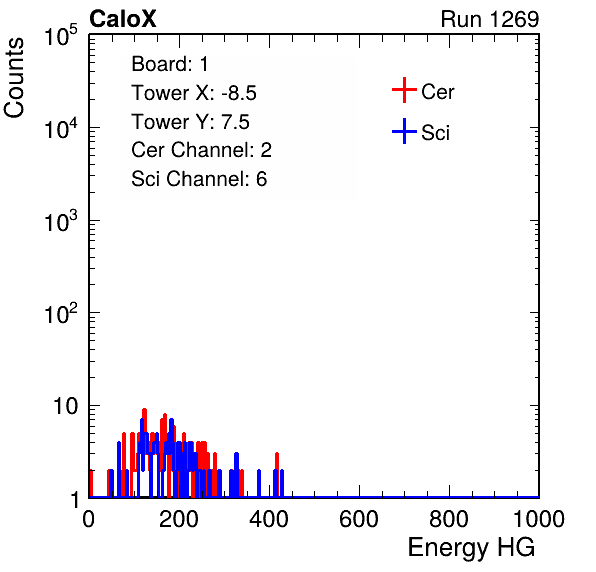 CaloX Run 1269
Counts
10^5
10^4
10^3
10^2
10
1
Board: 1
Tower X: -8.5
Tower Y: 7.5
Cer Channel: 2
Sci Channel: 6
Cer
Sci
0 200 400 600 800 1000
Energy HG